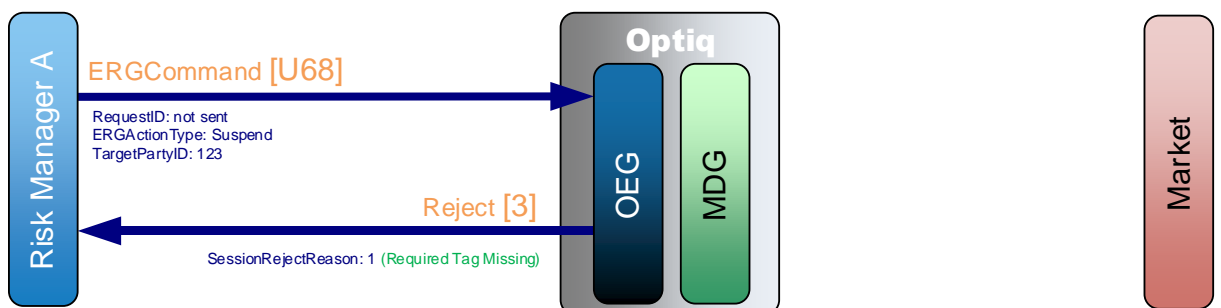 Risk Manager A
ERGCommand [U68]
RequestID: not sent
ERGActionType: Suspend
TargetPartyID: 123
Reject [3]
SessionRejectReason: 1 (Required Tag Missing)
Optiq
OEG
MDG
Market